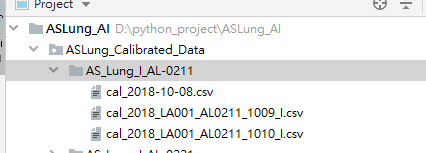 Project
ASLung_AI D:\python_project\ASLung_AI
ASLung_Calibrated_Data
AS_Lung_I_AL-0211
cal_2018-10-08.csv
cal_2018_LA001_AL0211_1009_I.csv
cal_2018_LA001_AL0211_1010_I.csv